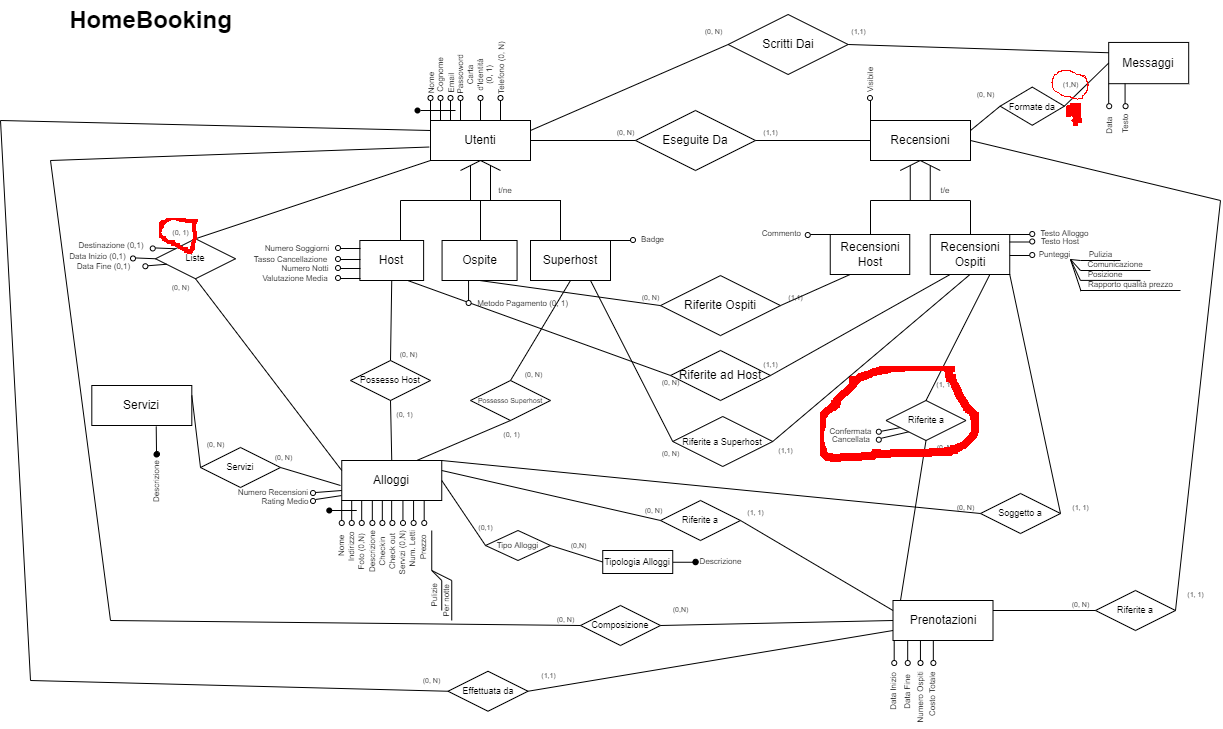 HomeBooking
(0, N)
Scritti Dai
(1,1)
Messaggi
Data
Testo
Nome
Cognome
Email
Passoword
Carta
d'Identità
(0, 1)
Telefono (0, N)
Visibile
(0, N)
(1,N)
Formate da
Utenti
(0, N)
Eseguite Da
(1,1)
Recensioni
t/ne
t/e
(0, 1)
Destinazione (0,1)
Data Inizio (0,1)
Data Fine (0,1)
Liste
(0, N)
Numero Soggiorni
Tasso Cancellazione
Numero Notti
Valutazione Media
Host
Ospite
Superhost
Badge
Metodo Pagamento (0, 1)
Commento
Recensioni
Host
Recensioni
Ospiti
Testo Alloggo
Testo Host
Punteggi
Pulizia
Comunicazione
Posizione
Rapporto qualità prezzo
(0, N)
Riferite Ospiti
(1,1)
(0, N)
Possesso Host
(0, 1)
(0, N)
Possesso Superhost
(0, 1)
(0, N)
Riferite ad Host
(1,1)
(0, N)
Riferite a Superhost
(1,1)
(1, 1)
Riferite a
Confermata
Cancellata
Servizi
Descrizione
(0, N)
Servizi
(0, N)
Alloggi
Numero Recensioni
Rating Medio
Nome
Indirizzo
Foto (0,N)
Descrizione
Checkin
Check out
Servizi (0,N)
Num. Letti
Prezzo
Pulizie
Per notte
(0,1)
Tipo Alloggi
(0,N)
Tipologia Alloggi
Descrizione
(0, N)
Riferite a
(1, 1)
(0, N)
Soggetto a
(1, 1)
Prenotazioni
Data Inizio
Data Fine
Numero Ospiti
Costo Totale
(0, N)
Riferite a
(1, 1)
(0, N)
Composizione
(0,N)
(0, N)
Effettuata da
(1,1)